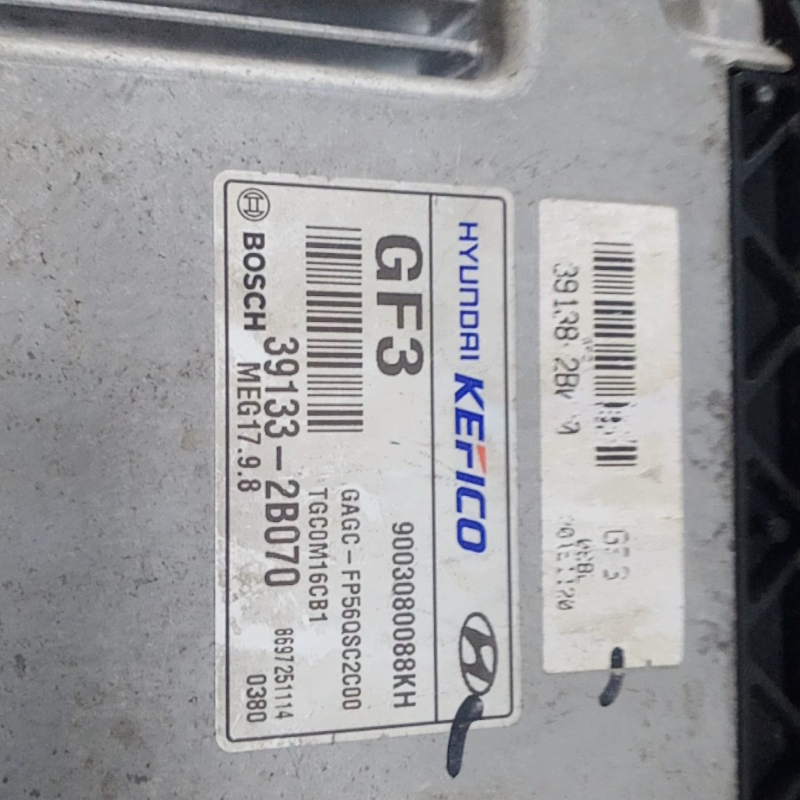 HYUNDAI KEFICO
GF3
9003080088KH
GAGC-FP56QSC2C00
TGC0M16CB1
39133-2B070
8697251114
BOSCH
MEG17.9.8
0380
GF3